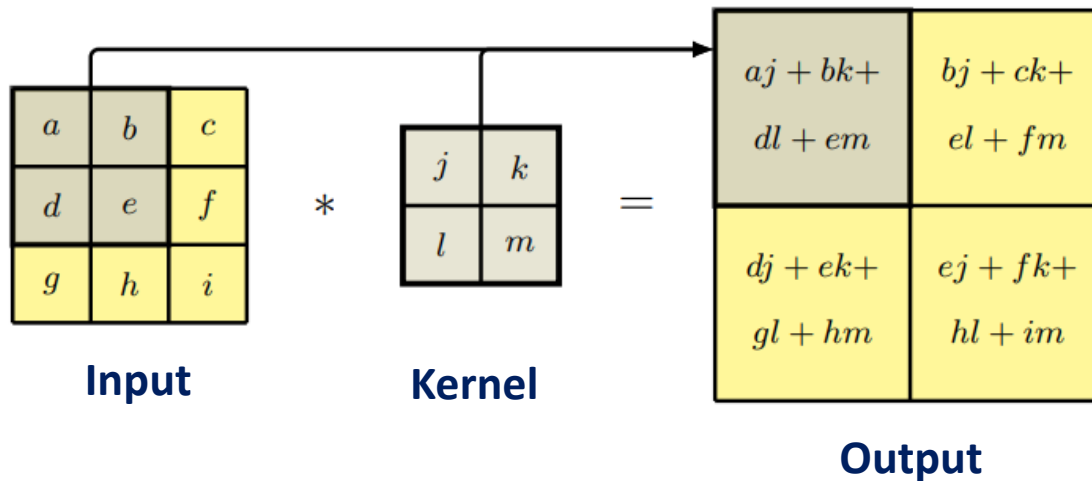 a b c
d e f
g h i
Input
*
j k
l m
Kernel
=
aj + bk+
dl + em
bj + ck+
el + fm
dj + ek+
gl + hm
ej + fk+
hl + im
Output